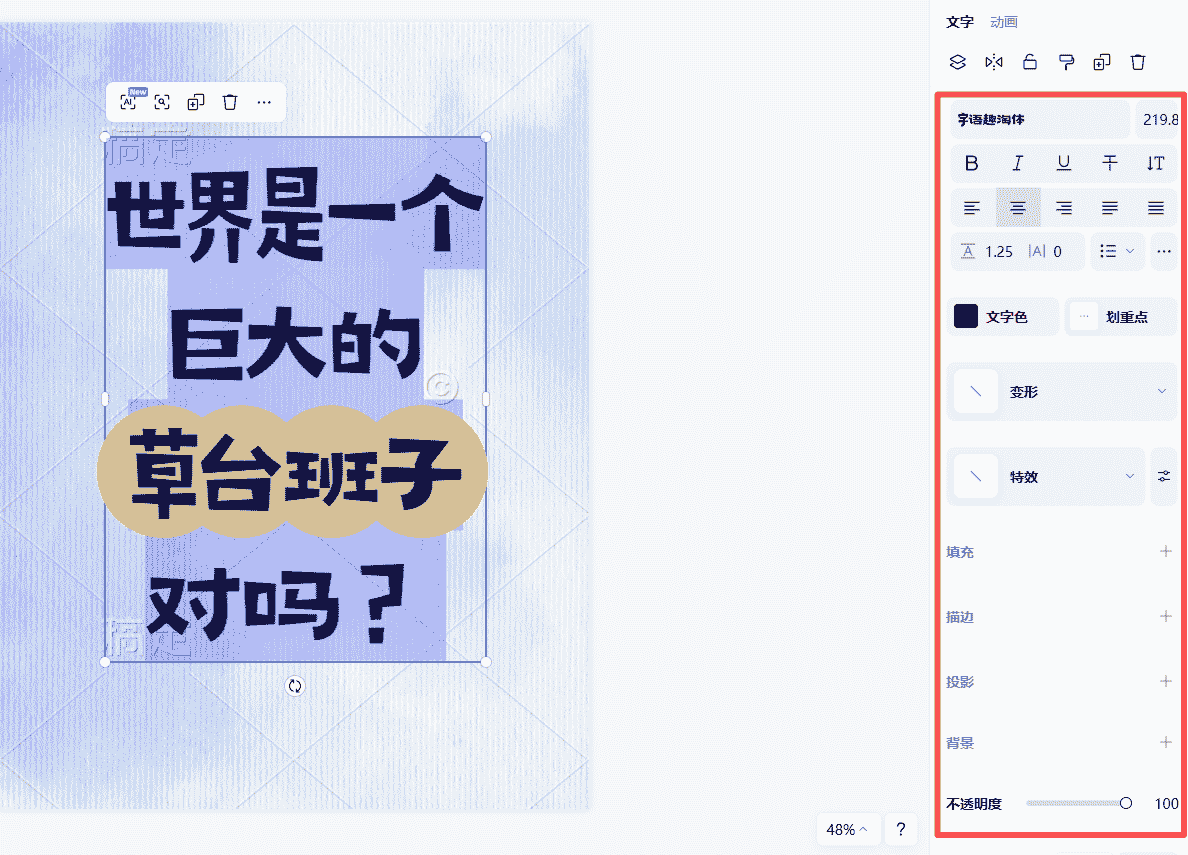 文字 动画
New
AI
字语趣淘体 219.8
B I U T ↓T
A 1.25 |A| 0
文字色 划重点
变形
特效
填充
描边
投影
背景
不透明度 100
世界是一个
巨大的
草台班子
对吗？
48% ?